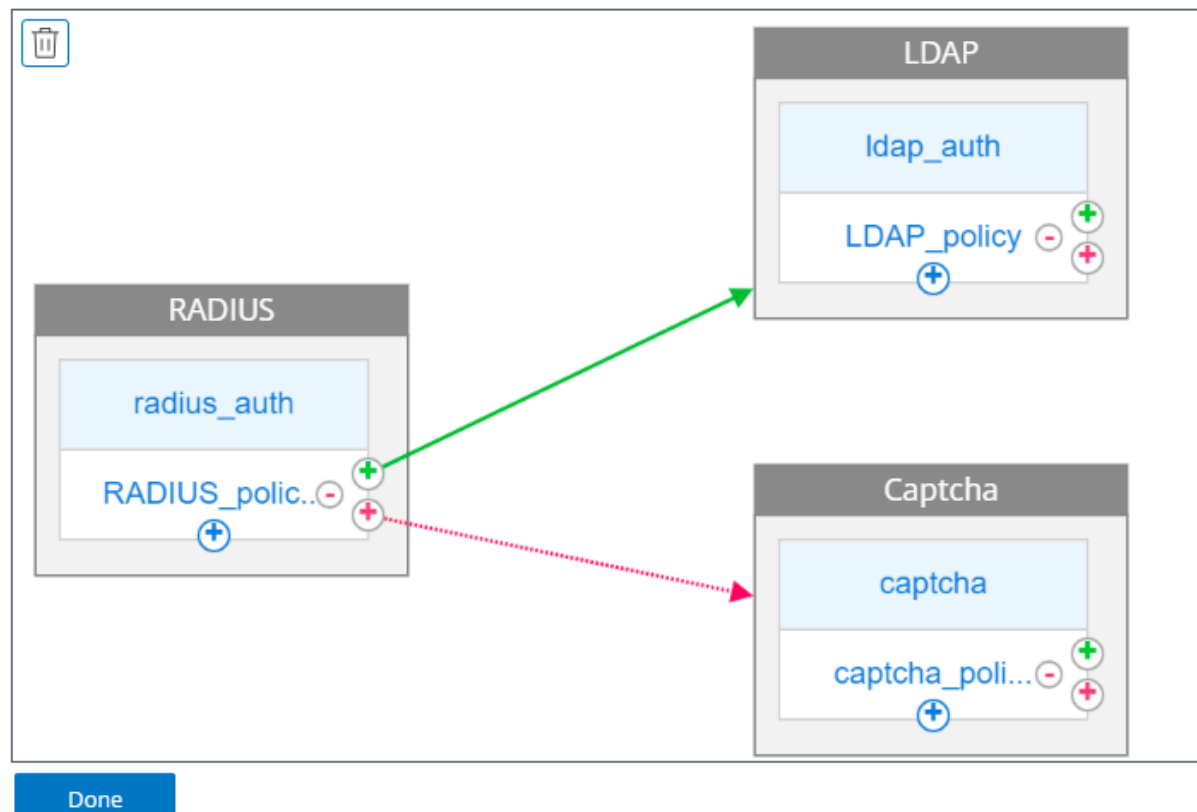 LDAP
ldap_auth
LDAP_policy
RADIUS
radius_auth
RADIUS_polic..
Captcha
captcha
captcha_poli...
Done